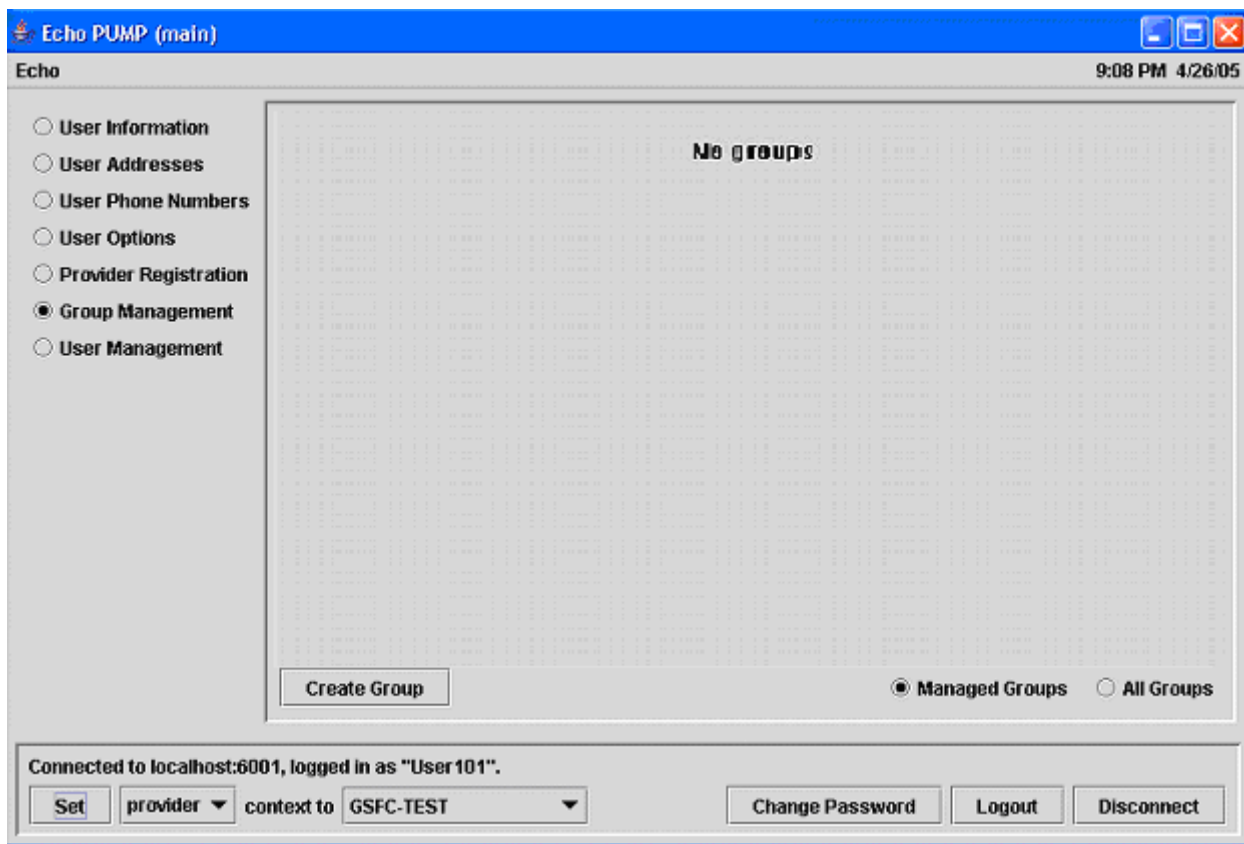 Echo PUMP (main)
Echo 9:08 PM 4/26/05
User Information
User Addresses
User Phone Numbers
User Options
Provider Registration
Group Management
User Management
No groups
Create Group Managed Groups All Groups
Connected to localhost:6001, logged in as "User101".
Set provider context to GSFC-TEST Change Password Logout Disconnect